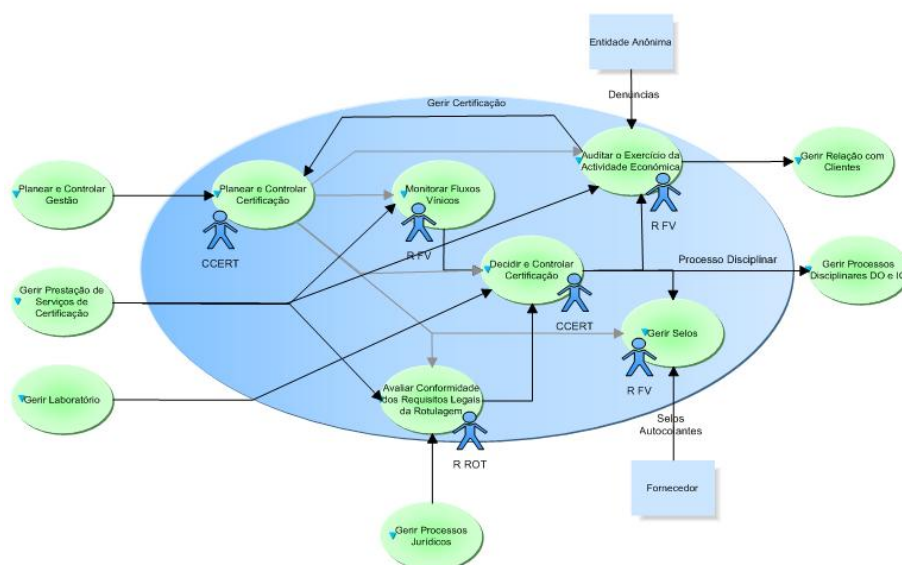 Entidade Anônima
Denúncias
Gerir Certificação
Auditar o Exercício da
Actividade Económica
Gerir Relação com
Clientes
Planear e Controlar
Gestão
Planear e Controlar
Certificação
Monitorar Fluxos
Vínicos
R FV
CCERT
R FV
Decidir e Controlar
Certificação
Processo Disciplinar
Gerir Processos
Disciplinares DO e IG
Gerir Prestação de
Serviços de
Certificação
CCERT
Gerir Selos
R FV
Gerir Laboratório
Avaliar Conformidade
dos Requisitos Legais
da Rotulagem
R ROT
Selos
Autocolantes
Fornecedor
Gerir Processos
Jurídicos